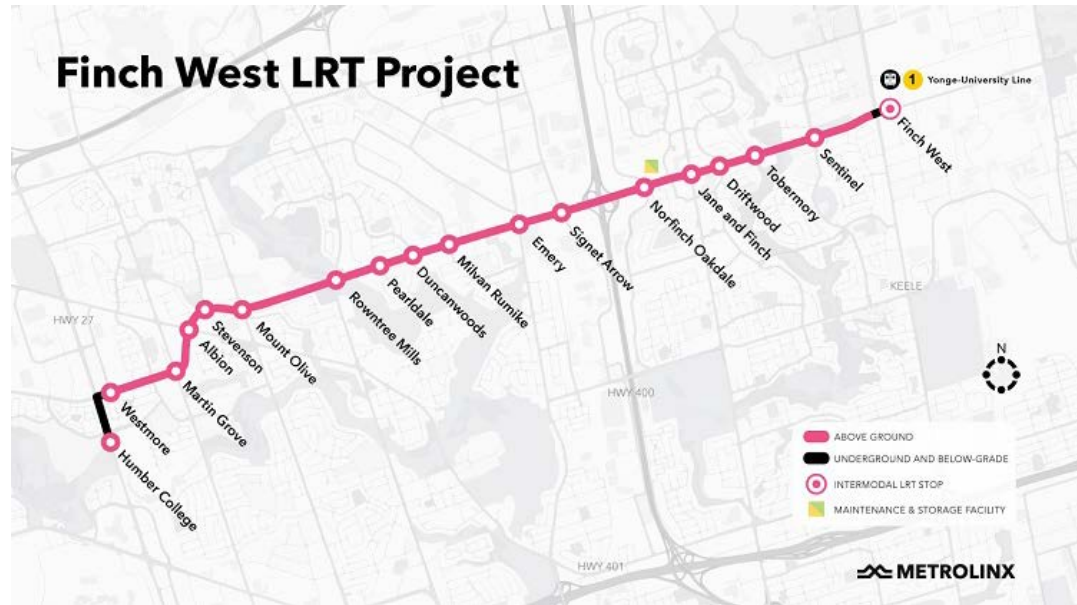 Finch West LRT Project
1 Yonge-University Line
Finch West
Sentinel
Tobermory
Driftwood
Jane and Finch
Norfinch Oakdale
Signet Arrow
Emery
Milvan Rumike
Duncanwoods
Pearldale
Rowntree Mills
Mount Olive
Stevenson
Albion
Martin Grove
Westmore
Humber College
HWY 27
KEELE
N
HWY 400
ABOVE GROUND
UNDERGROUND AND BELOW-GRADE
INTERMODAL LRT STOP
MAINTENANCE & STORAGE FACILITY
HWY 401
METROLINX